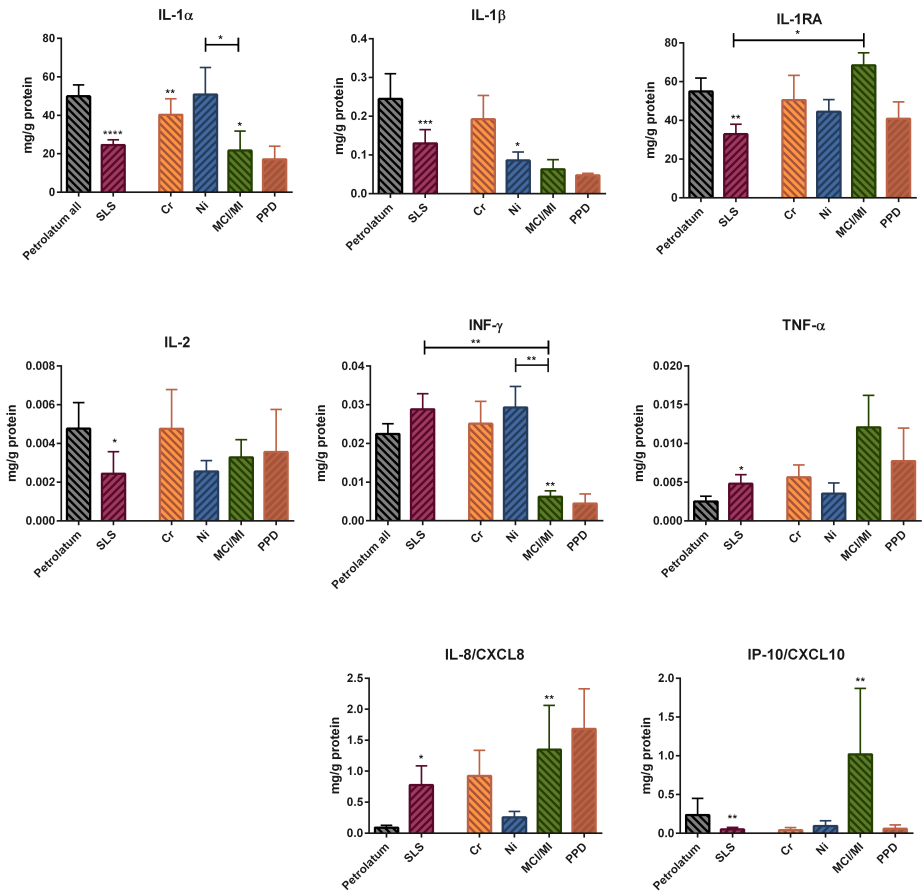 IL-1α
mg/g protein
80
60
40
20
0
****
**
*
*
Petrolatum all
SLS
Cr
Ni
MCI/MI
PPD
IL-1β
mg/g protein
0.4
0.3
0.2
0.1
0.0
***
*
Petrolatum
SLS
Cr
Ni
MCI/MI
PPD
IL-1RA
mg/g protein
80
60
40
20
0
**
*
Petrolatum
SLS
Cr
Ni
MCI/MI
PPD
IL-2
mg/g protein
0.008
0.006
0.004
0.002
0.000
*
Petrolatum
SLS
Cr
Ni
MCI/MI
PPD
INF-γ
mg/g protein
0.04
0.03
0.02
0.01
0.00
**
**
**
Petrolatum all
SLS
Cr
Ni
MCI/MI
PPD
TNF-α
mg/g protein
0.020
0.015
0.010
0.005
0.000
*
Petrolatum
SLS
Cr
Ni
MCI/MI
PPD
IL-8/CXCL8
mg/g protein
2.5
2.0
1.5
1.0
0.5
0.0
*
**
Petrolatum
SLS
Cr
Ni
MCI/MI
PPD
IP-10/CXCL10
mg/g protein
2.0
1.5
1.0
0.5
0.0
**
**
Petrolatum
SLS
Cr
Ni
MCI/MI
PPD